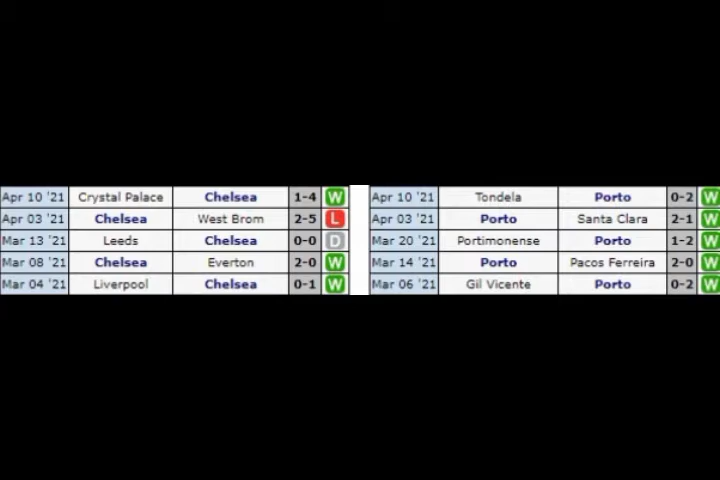 Apr 10 '21 Crystal Palace Chelsea 1-4 W
Apr 03 '21 Chelsea West Brom 2-5 L
Mar 13 '21 Leeds Chelsea 0-0 D
Mar 08 '21 Chelsea Everton 2-0 W
Mar 04 '21 Liverpool Chelsea 0-1 W
Apr 10 '21 Tondela Porto 0-2 W
Apr 03 '21 Porto Santa Clara 2-1 W
Mar 20 '21 Portimonense Porto 1-2 W
Mar 14 '21 Porto Pacos Ferreira 2-0 W
Mar 06 '21 Gil Vicente Porto 0-2 W